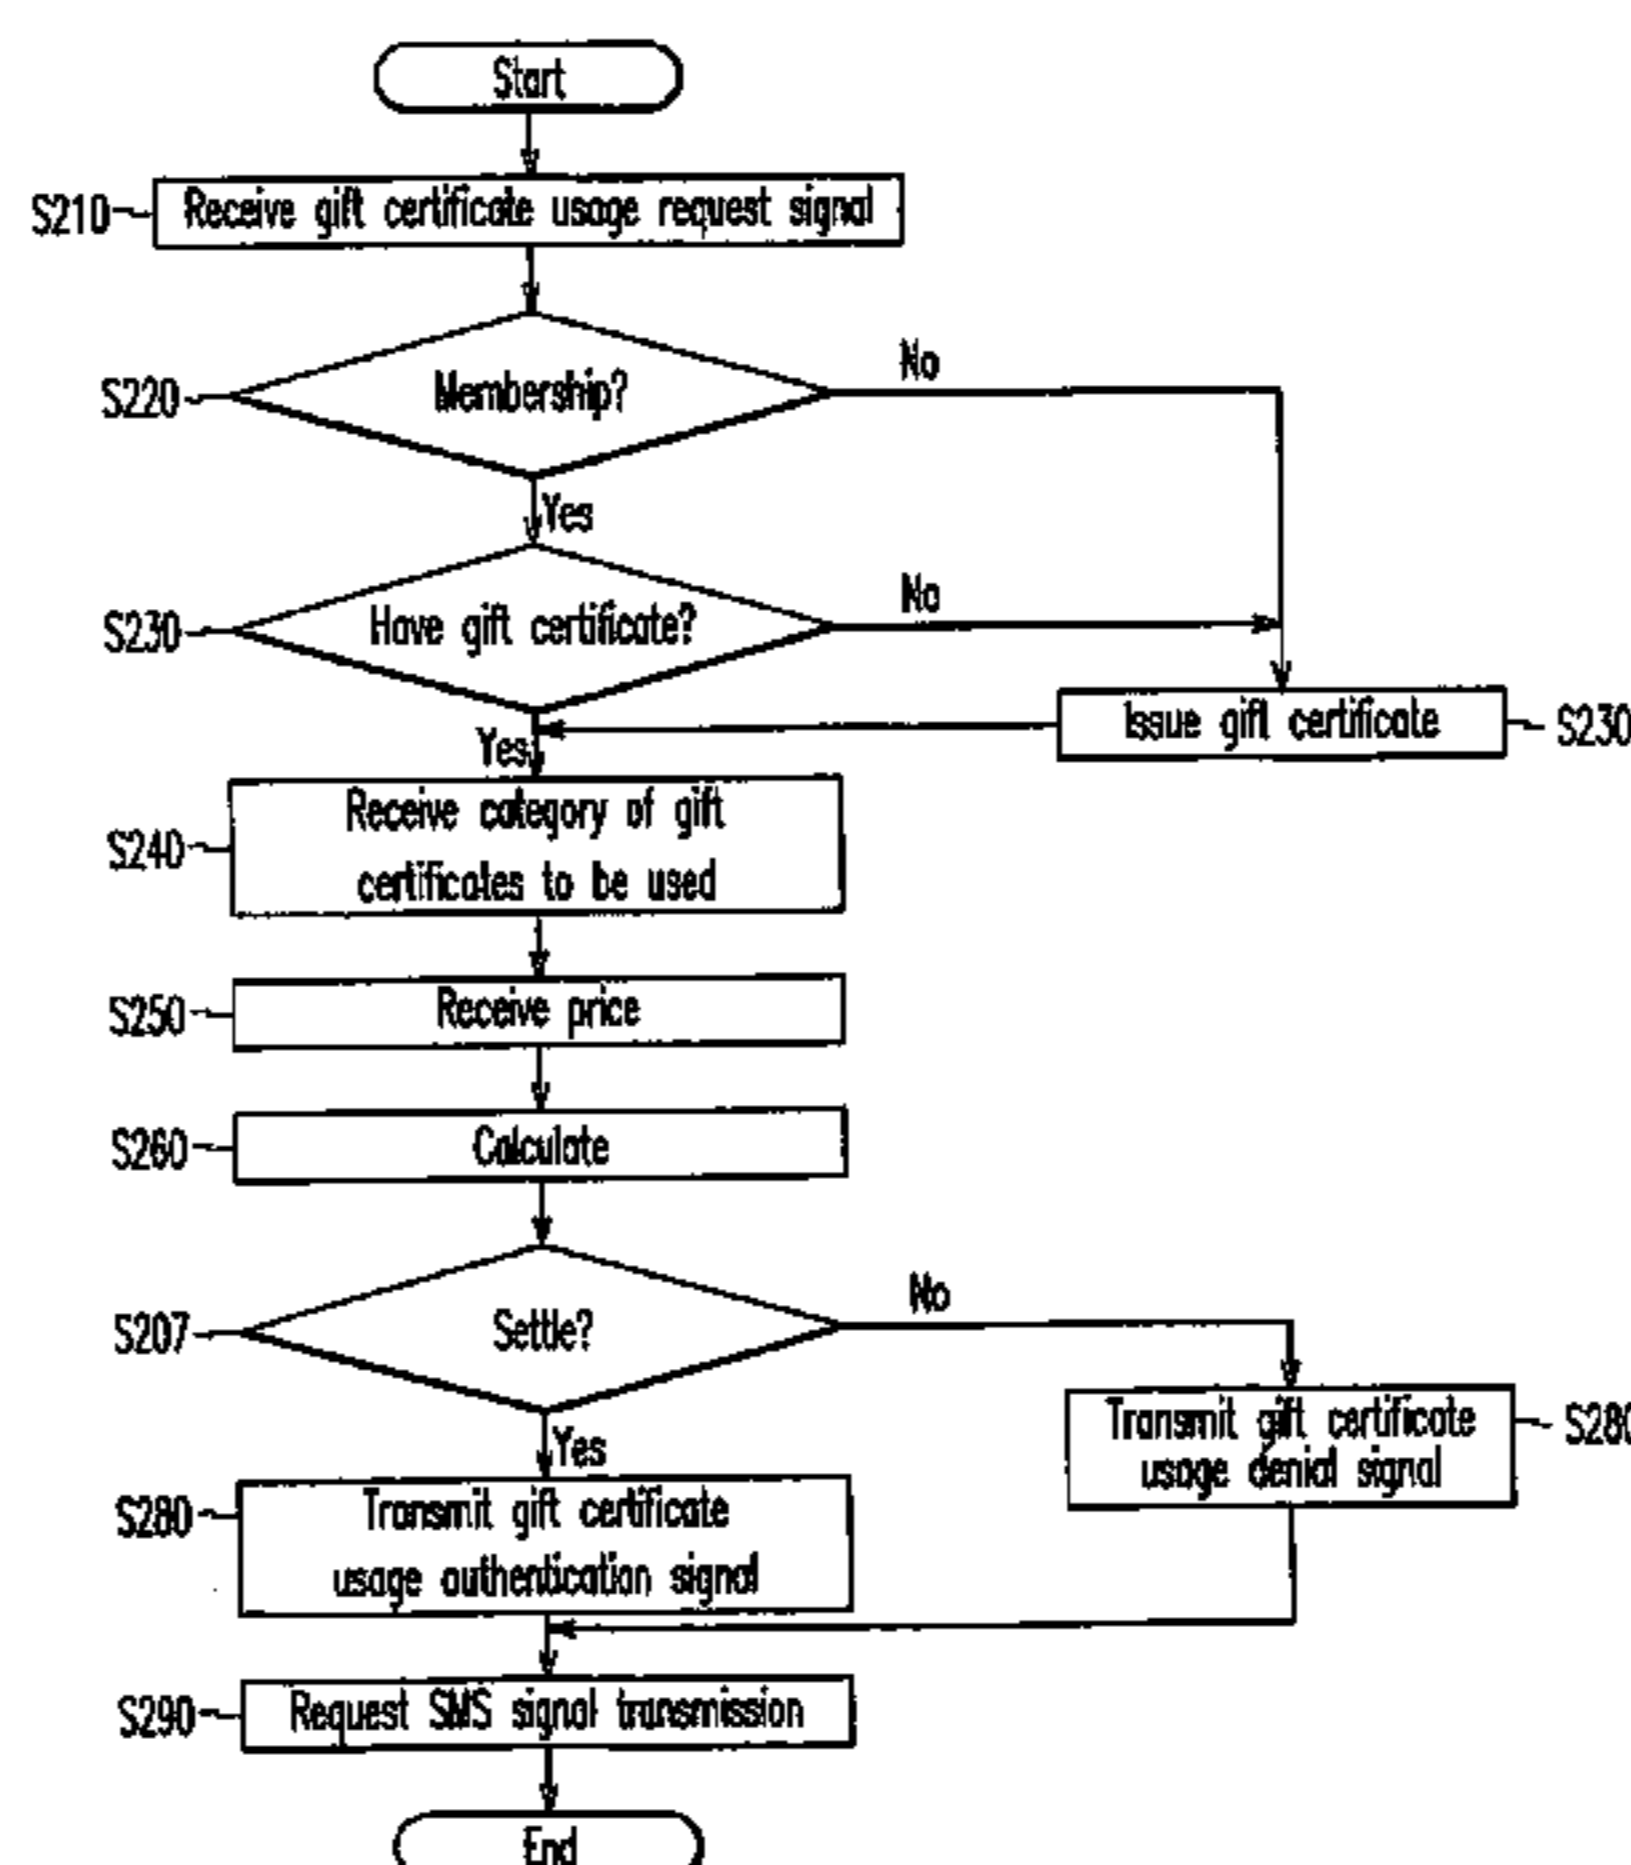 Start
S210
Receive gift certificate usage request signal
S220
Membership?
No
Yes
S230
Have gift certificate?
No
Issue gift certificate
S230
Yes
S240
Receive category of gift
certificates to be used
S250
Receive price
S260
Calculate
S207
Settle?
No
Yes
Transmit gift certificate
usage denial signal
S280
S280
Transmit gift certificate
usage authentication signal
S290
Request SMS signal transmission
End